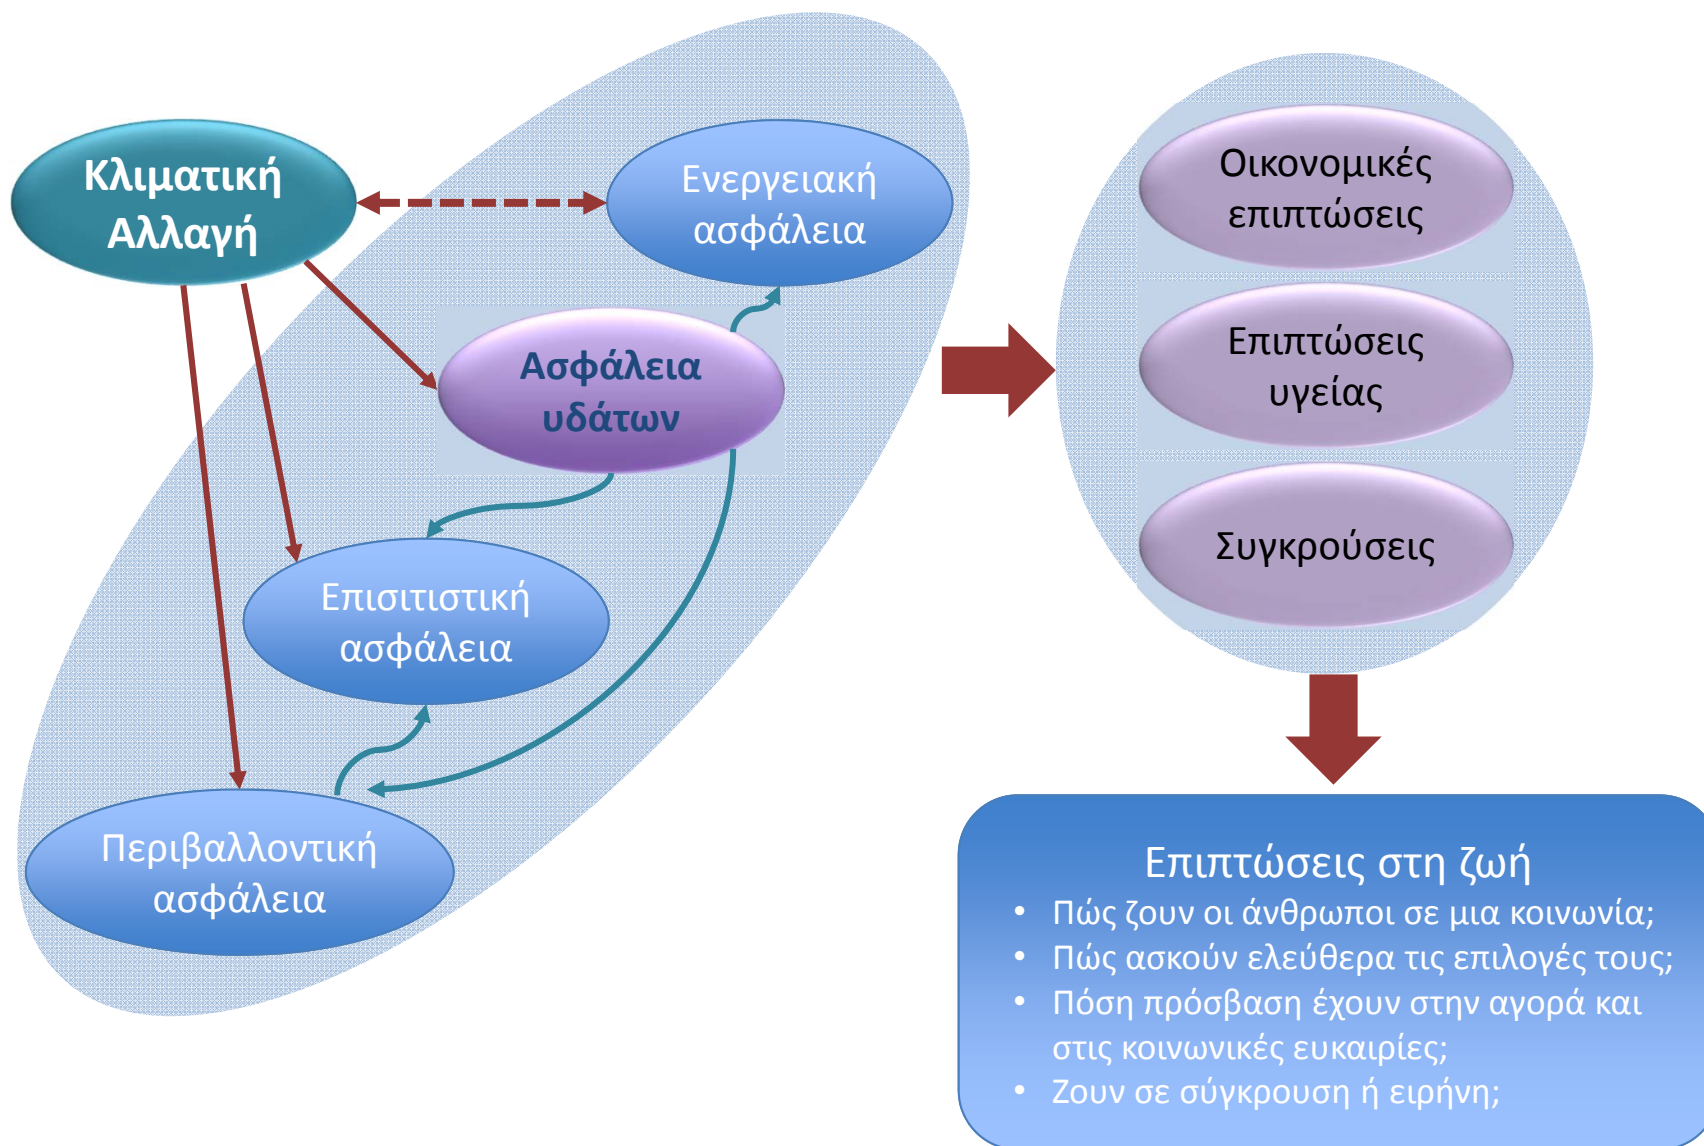 Κλιματική
Αλλαγή
Ενεργειακή
ασφάλεια
Ασφάλεια
υδάτων
Επισιτιστική
ασφάλεια
Περιβαλλοντική
ασφάλεια
Οικονομικές
επιπτώσεις
Επιπτώσεις
υγείας
Συγκρούσεις
Επιπτώσεις στη ζωή
• Πώς ζουν οι άνθρωποι σε μια κοινωνία;
• Πώς ασκούν ελεύθερα τις επιλογές τους;
• Πόση πρόσβαση έχουν στην αγορά και
στις κοινωνικές ευκαιρίες;
• Ζουν σε σύγκρουση ή ειρήνη;